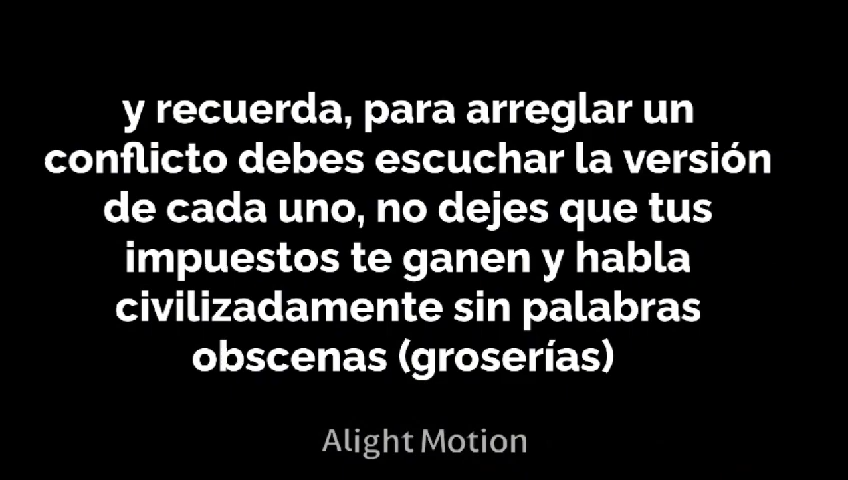 y recuerda, para arreglar un
conflicto debes escuchar la versión
de cada uno, no dejes que tus
impuestos te ganen y habla
civilizadamente sin palabras
obscenas (groserías)
Alight Motion